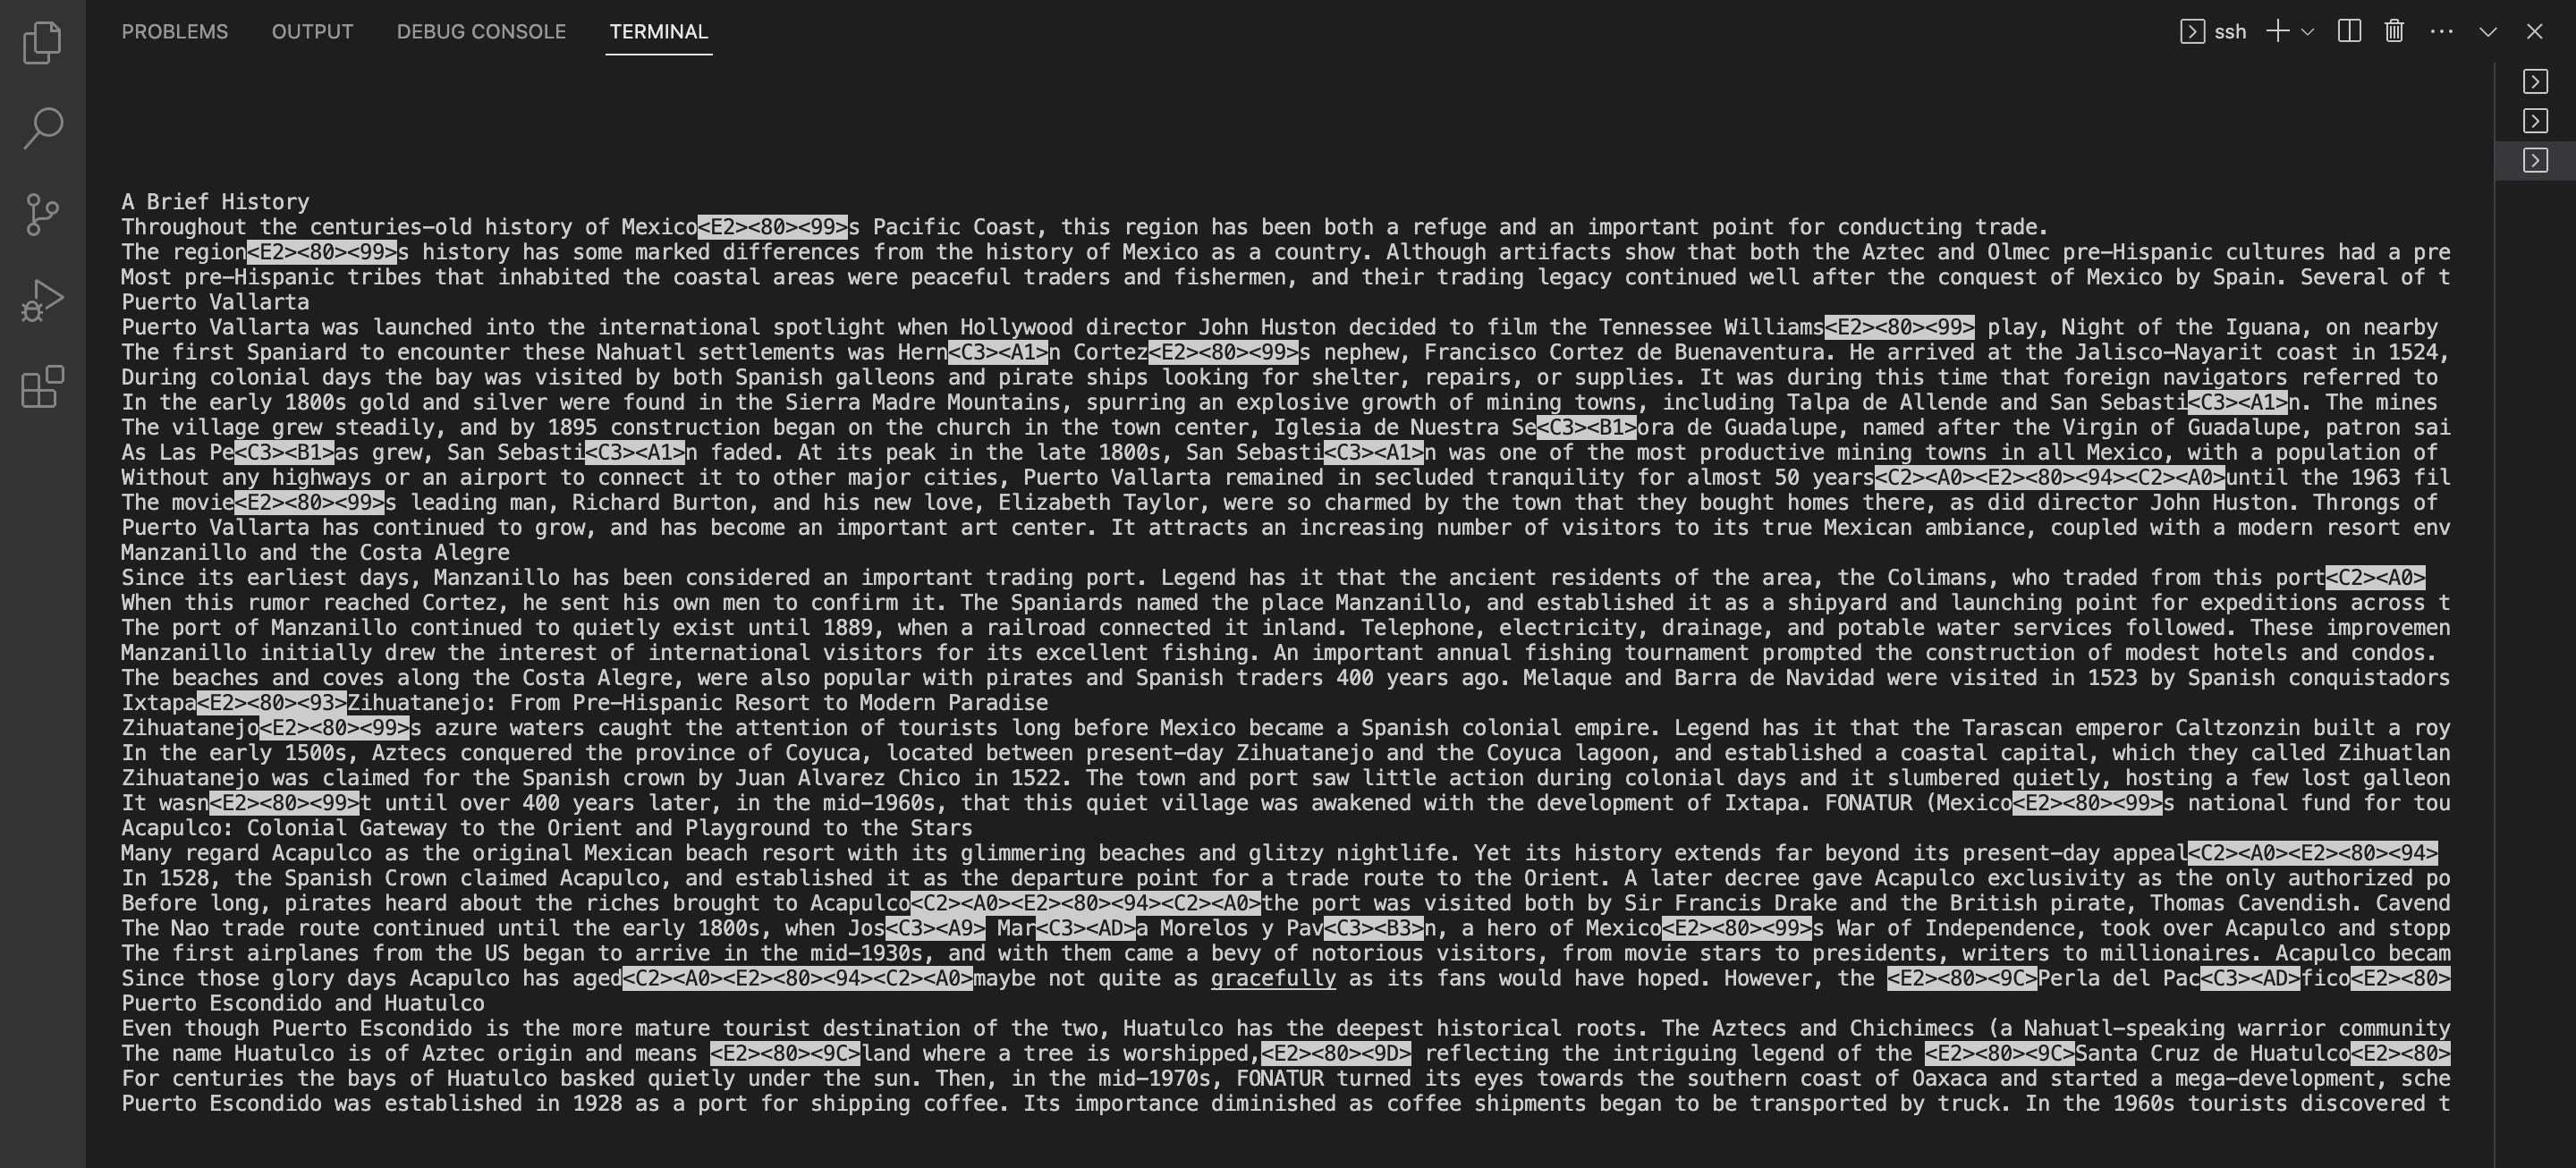 PROBLEMS OUTPUT DEBUG CONSOLE TERMINAL ssh
A Brief History
Throughout the centuries-old history of Mexico<E2><80><99>s Pacific Coast, this region has been both a refuge and an important point for conducting trade.
The region<E2><80><99>s history has some marked differences from the history of Mexico as a country. Although artifacts show that both the Aztec and Olmec pre-Hispanic cultures had a pre
Most pre-Hispanic tribes that inhabited the coastal areas were peaceful traders and fishermen, and their trading legacy continued well after the conquest of Mexico by Spain. Several of t
Puerto Vallarta
Puerto Vallarta was launched into the international spotlight when Hollywood director John Huston decided to film the Tennessee Williams<E2><80><99> play, Night of the Iguana, on nearby
The first Spaniard to encounter these Nahuatl settlements was Hern<C3><A1>n Cortez<E2><80><99>s nephew, Francisco Cortez de Buenaventura. He arrived at the Jalisco-Nayarit coast in 1524,
During colonial days the bay was visited by both Spanish galleons and pirate ships looking for shelter, repairs, or supplies. It was during this time that foreign navigators referred to
In the early 1800s gold and silver were found in the Sierra Madre Mountains, spurring an explosive growth of mining towns, including Talpa de Allende and San Sebasti<C3><A1>n. The mines
The village grew steadily, and by 1895 construction began on the church in the town center, Iglesia de Nuestra Se<C3><B1>ora de Guadalupe, named after the Virgin of Guadalupe, patron sai
As Las Pe<C3><B1>as grew, San Sebasti<C3><A1>n faded. At its peak in the late 1800s, San Sebasti<C3><A1>n was one of the most productive mining towns in all Mexico, with a population of
Without any highways or an airport to connect it to other major cities, Puerto Vallarta remained in secluded tranquility for almost 50 years<C2><A0><E2><80><94><C2><A0>until the 1963 fil
The movie<E2><80><99>s leading man, Richard Burton, and his new love, Elizabeth Taylor, were so charmed by the town that they bought homes there, as did director John Huston. Throngs of
Puerto Vallarta has continued to grow, and has become an important art center. It attracts an increasing number of visitors to its true Mexican ambiance, coupled with a modern resort env
Manzanillo and the Costa Alegre
Since its earliest days, Manzanillo has been considered an important trading port. Legend has it that the ancient residents of the area, the Colimans, who traded from this port<C2><A0>
When this rumor reached Cortez, he sent his own men to confirm it. The Spaniards named the place Manzanillo, and established it as a shipyard and launching point for expeditions across t
The port of Manzanillo continued to quietly exist until 1889, when a railroad connected it inland. Telephone, electricity, drainage, and potable water services followed. These improvemen
Manzanillo initially drew the interest of international visitors for its excellent fishing. An important annual fishing tournament prompted the construction of modest hotels and condos.
The beaches and coves along the Costa Alegre, were also popular with pirates and Spanish traders 400 years ago. Melaque and Barra de Navidad were visited in 1523 by Spanish conquistadors
Ixtapa<E2><80><93>Zihuatanejo: From Pre-Hispanic Resort to Modern Paradise
Zihuatanejo<E2><80><99>s azure waters caught the attention of tourists long before Mexico became a Spanish colonial empire. Legend has it that the Tarascan emperor Caltzonzin built a roy
In the early 1500s, Aztecs conquered the province of Coyuca, located between present-day Zihuatanejo and the Coyuca lagoon, and established a coastal capital, which they called Zihuatlan
Zihuatanejo was claimed for the Spanish crown by Juan Alvarez Chico in 1522. The town and port saw little action during colonial days and it slumbered quietly, hosting a few lost galleon
It wasn<E2><80><99>t until over 400 years later, in the mid-1960s, that this quiet village was awakened with the development of Ixtapa. FONATUR (Mexico<E2><80><99>s national fund for tou
Acapulco: Colonial Gateway to the Orient and Playground to the Stars
Many regard Acapulco as the original Mexican beach resort with its glimmering beaches and glitzy nightlife. Yet its history extends far beyond its present-day appeal<C2><A0><E2><80><94>
In 1528, the Spanish Crown claimed Acapulco, and established it as the departure point for a trade route to the Orient. A later decree gave Acapulco exclusivity as the only authorized po
Before long, pirates heard about the riches brought to Acapulco<C2><A0><E2><80><94><C2><A0>the port was visited both by Sir Francis Drake and the British pirate, Thomas Cavendish. Cavend
The Nao trade route continued until the early 1800s, when Jos<C3><A9> Mar<C3><AD>a Morelos y Pav<C3><B3>n, a hero of Mexico<E2><80><99>s War of Independence, took over Acapulco and stopp
The first airplanes from the US began to arrive in the mid-1930s, and with them came a bevy of notorious visitors, from movie stars to presidents, writers to millionaires. Acapulco becam
Since those glory days Acapulco has aged<C2><A0><E2><80><94><C2><A0>maybe not quite as gracefully as its fans would have hoped. However, the <E2><80><9C>Perla del Pac<C3><AD>fico<E2><80>
Puerto Escondido and Huatulco
Even though Puerto Escondido is the more mature tourist destination of the two, Huatulco has the deepest historical roots. The Aztecs and Chichimecs (a Nahuatl-speaking warrior community
The name Huatulco is of Aztec origin and means <E2><80><9C>land where a tree is worshipped,<E2><80><9D> reflecting the intriguing legend of the <E2><80><9C>Santa Cruz de Huatulco<E2><80>
For centuries the bays of Huatulco basked quietly under the sun. Then, in the mid-1970s, FONATUR turned its eyes towards the southern coast of Oaxaca and started a mega-development, sche
Puerto Escondido was established in 1928 as a port for shipping coffee. Its importance diminished as coffee shipments began to be transported by truck. In the 1960s tourists discovered t